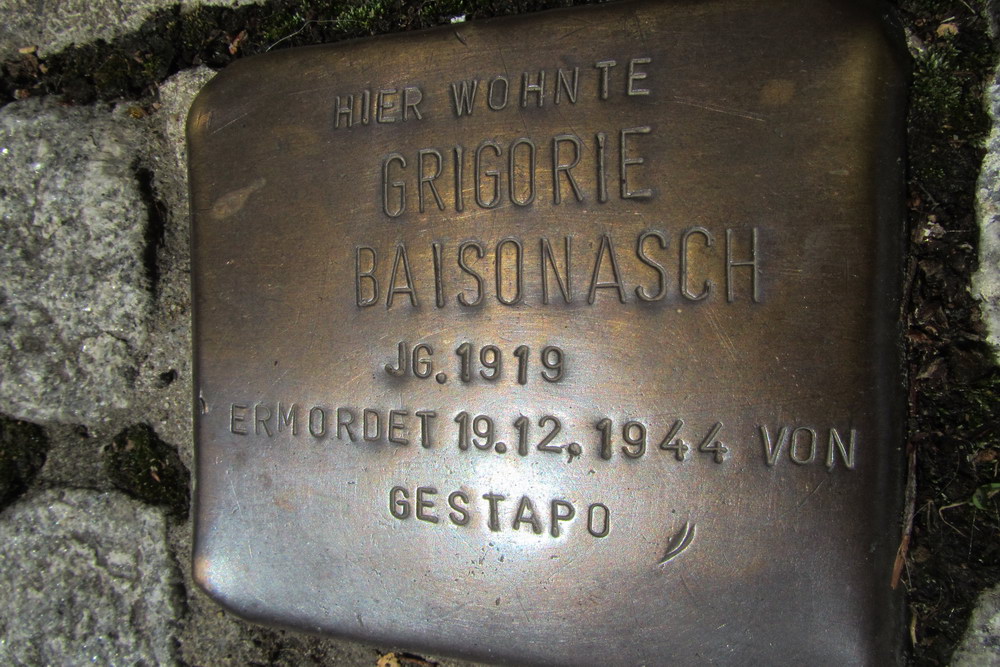 HIER WOHNTE
GRIGORIE
BAISONASCH
JG. 1919
ERMORDET 19.12,1944 VON
GESTAPO